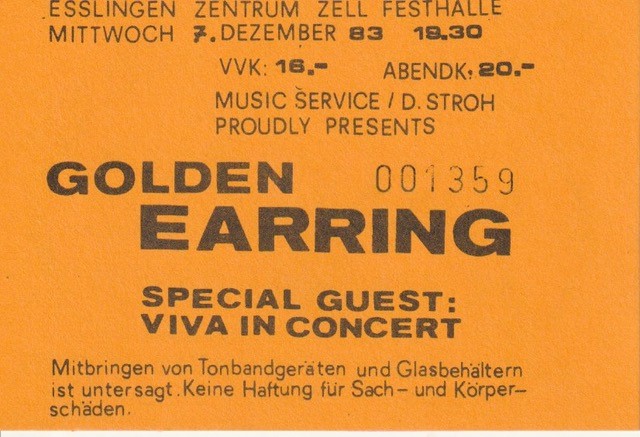 ESSLINGEN ZENTRUM ZELL FESTHALLE
MITTWOCH 7. DEZEMBER 83 19.30
VVK: 16.- ABENDK. 20.-
MUSIC SERVICE / D. STROH
PROUDLY PRESENTS
GOLDEN 001359
EARRING
SPECIAL GUEST:
VIVA IN CONCERT
Mitbringen von Tonbandgeräten und Glasbehältern
ist untersagt. Keine Haftung für Sach- und Körper-
schäden.